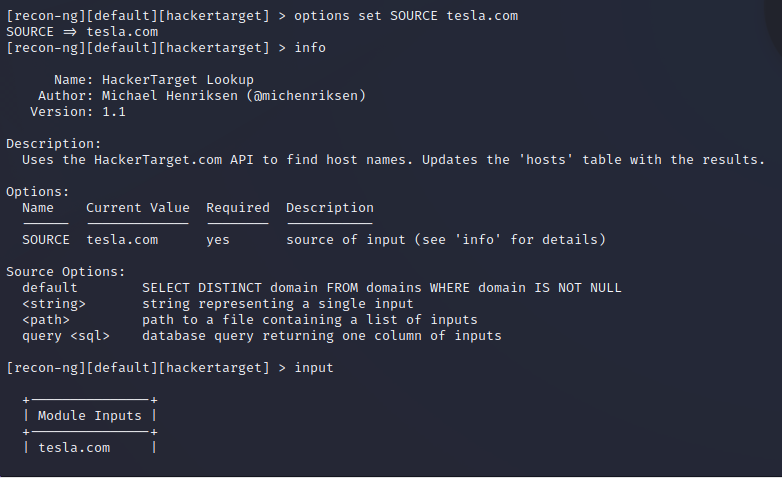 [recon-ng][default][hackertarget] > options set SOURCE tesla.com
SOURCE ⇒ tesla.com
[recon-ng][default][hackertarget] > info
Name: HackerTarget Lookup
Author: Michael Henriksen (@michenriksen)
Version: 1.1
Description:
Uses the HackerTarget.com API to find host names. Updates the 'hosts' table with the results.
Options:
Name Current Value Required Description
SOURCE tesla.com yes source of input (see 'info' for details)
Source Options:
default SELECT DISTINCT domain FROM domains WHERE domain IS NOT NULL
<string> string representing a single input
<path> path to a file containing a list of inputs
query <sql> database query returning one column of inputs
[recon-ng][default][hackertarget] > input
+---------------+
| Module Inputs |
+---------------+
| tesla.com |